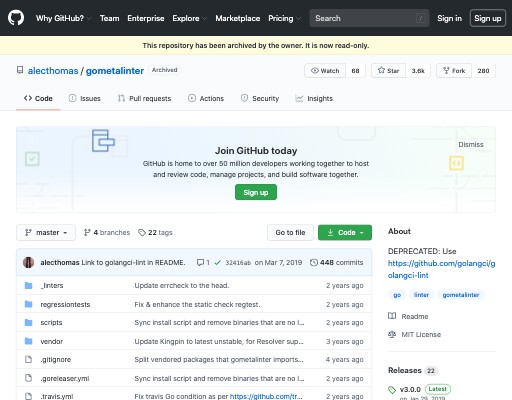 Why GitHub? Team Enterprise Explore Marketplace Pricing Search / Sign in Sign up
This repository has been archived by the owner. It is now read-only.
alecthomas / gometalinter Archived Watch 68 Star 3.6k Fork 280
Code Issues Pull requests Actions Security Insights
Join GitHub today
Dismiss
GitHub is home to over 50 million developers working together to host
and review code, manage projects, and build software together.
Sign up
master 4 branches 22 tags Go to file Code
alecthomas Link to golangci-lint in README. 1 32416ab on Mar 7, 2019 448 commits
_linters Update errcheck to the head. 2 years ago
regressiontests Fix & enhance the static check regtest. 2 years ago
scripts Sync install script and remove binaries that are no l... 2 years ago
vendor Update Kingpin to latest unstable, for Resolver sup... 3 years ago
.gitignore Split vendored packages that gometalinter imports... 4 years ago
.goreleaser.yml Sync install script and remove binaries that are no l... 2 years ago
.travis.yml Fix travis Go condition as per https://github.com/tr... 2 years ago
About
DEPRECATED: Use
https://github.com/golangci/g
olangci-lint
go linter gometalinter
Readme
MIT License
Releases 22
v3.0.0 Latest
on Jan 29, 2019